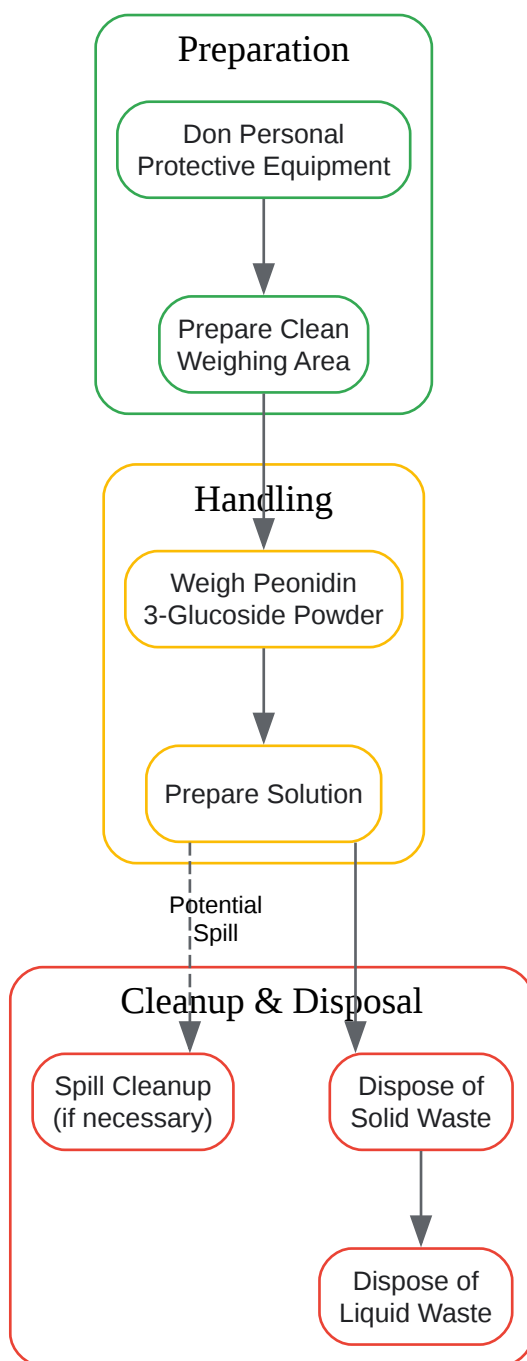 Preparation
Don Personal
Protective Equipment
Prepare Clean
Weighing Area
Handling
Weigh Peonidin
3-Glucoside Powder
Prepare Solution
Potential
Spill
Cleanup & Disposal
Spill Cleanup
(if necessary)
Dispose of
Solid Waste
Dispose of
Liquid Waste